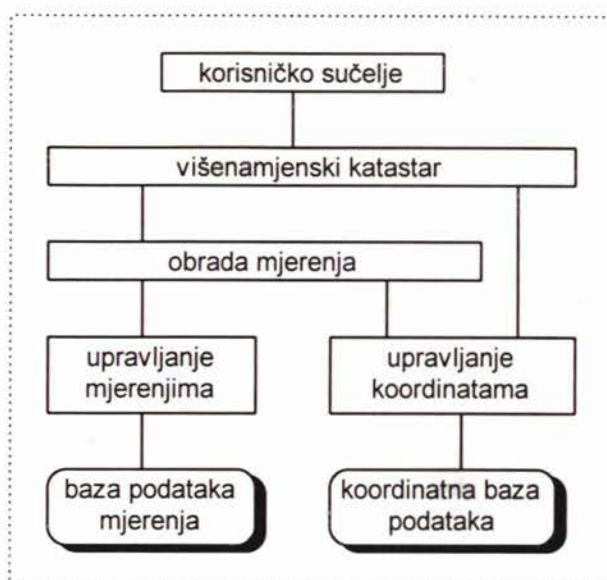 korisničko sučelje
višenamjenski katastar
obrada mjerenja
upravljanje
mjerenjima
upravljanje
koordinatama
baza podataka
mjerenja
koordinatna baza
podataka